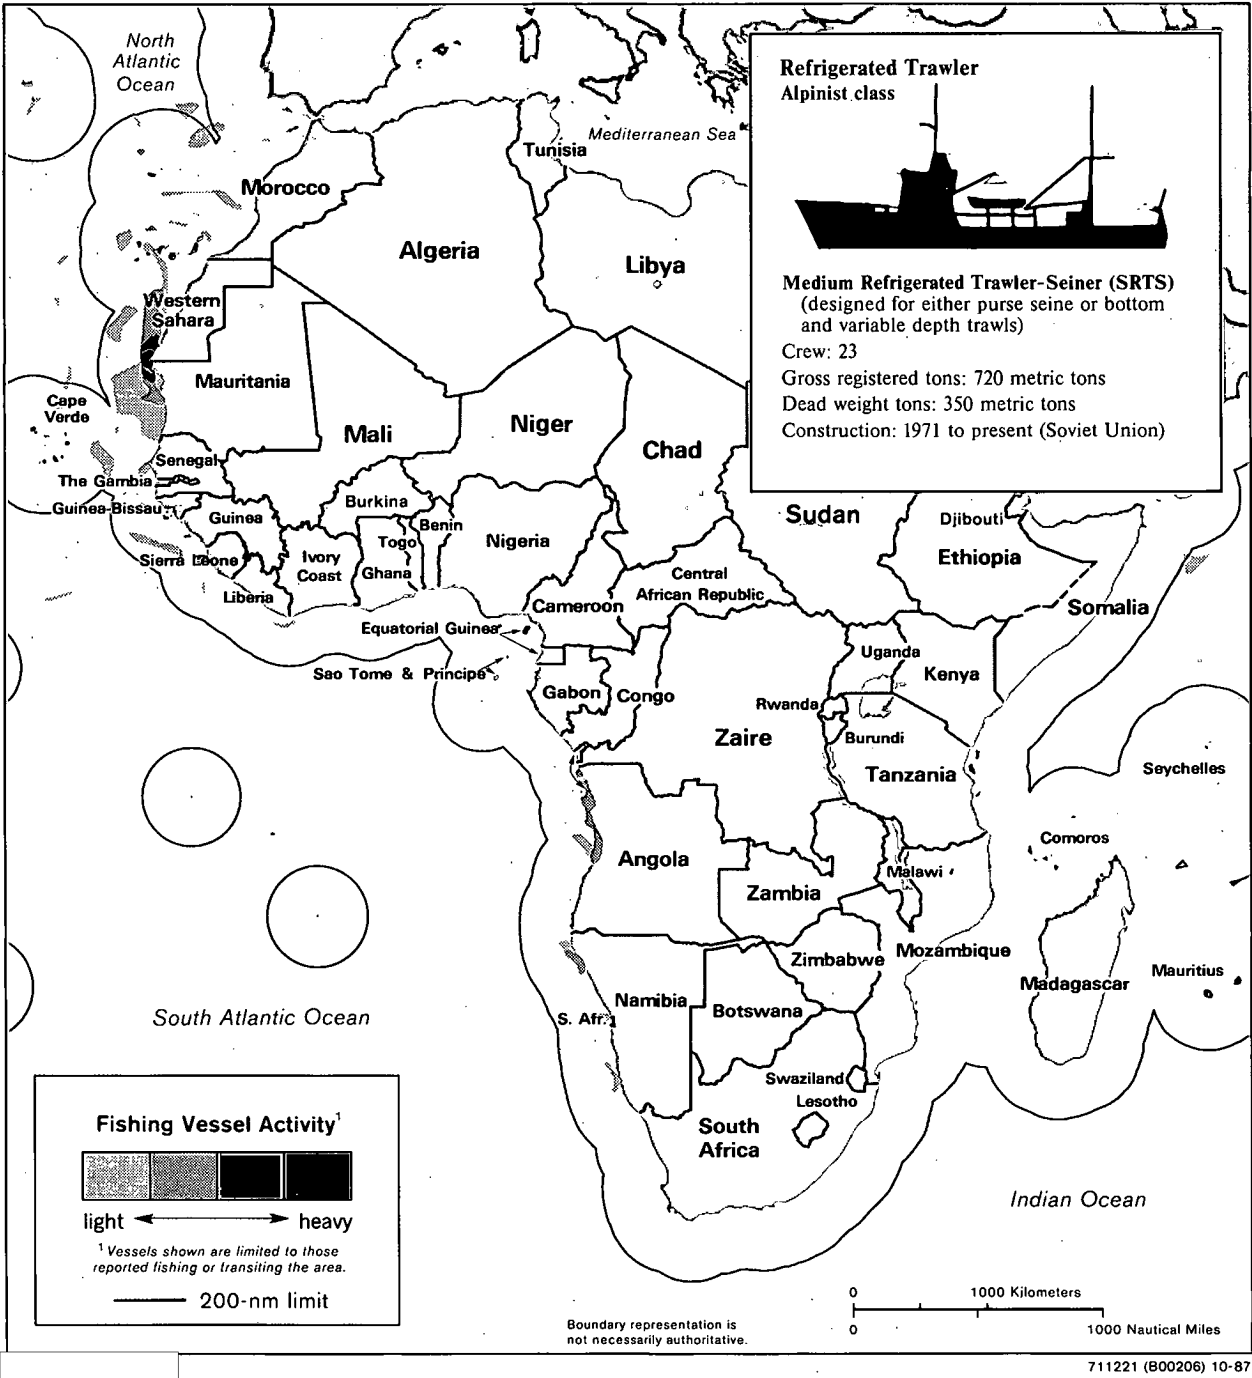 North
Atlantic
Ocean
Mediterranean Sea
Refrigerated Trawler
Alpinist class
Medium Refrigerated Trawler-Seiner (SRTS)
(designed for either purse seine or bottom
and variable depth trawls)
Crew: 23
Gross registered tons: 720 metric tons
Dead weight tons: 350 metric tons
Construction: 1971 to present (Soviet Union)
Tunisia
Morocco
Algeria
Libya
Western
Sahara
Mauritania
Cape
Verde
Mali
Niger
Chad
Senegal
The Gambia
Guinea-Bissau
Guinea
Burkina
Benin
Togo
Nigeria
Sudan
Djibouti
Ethiopia
Sierra Leone
Ivory
Coast
Ghana
Liberia
Cameroon
Central
African Republic
Somalia
Equatorial Guinea
Sao Tome & Principe
Gabon
Congo
Uganda
Kenya
Rwanda
Zaire
Burundi
Tanzania
Seychelles
Comoros
Angola
Zambia
Malawi
Zimbabwe
Mozambique
Madagascar
Mauritius
Namibia
S. Afr.
Botswana
South Atlantic Ocean
Swaziland
Lesotho
South
Africa
Indian Ocean
Fishing Vessel Activity¹
light
heavy
¹ Vessels shown are limited to those
reported fishing or transiting the area.
200-nm limit
Boundary representation is
not necessarily authoritative.
0 1000 Kilometers
0 1000 Nautical Miles
711221 (B00206) 10-87